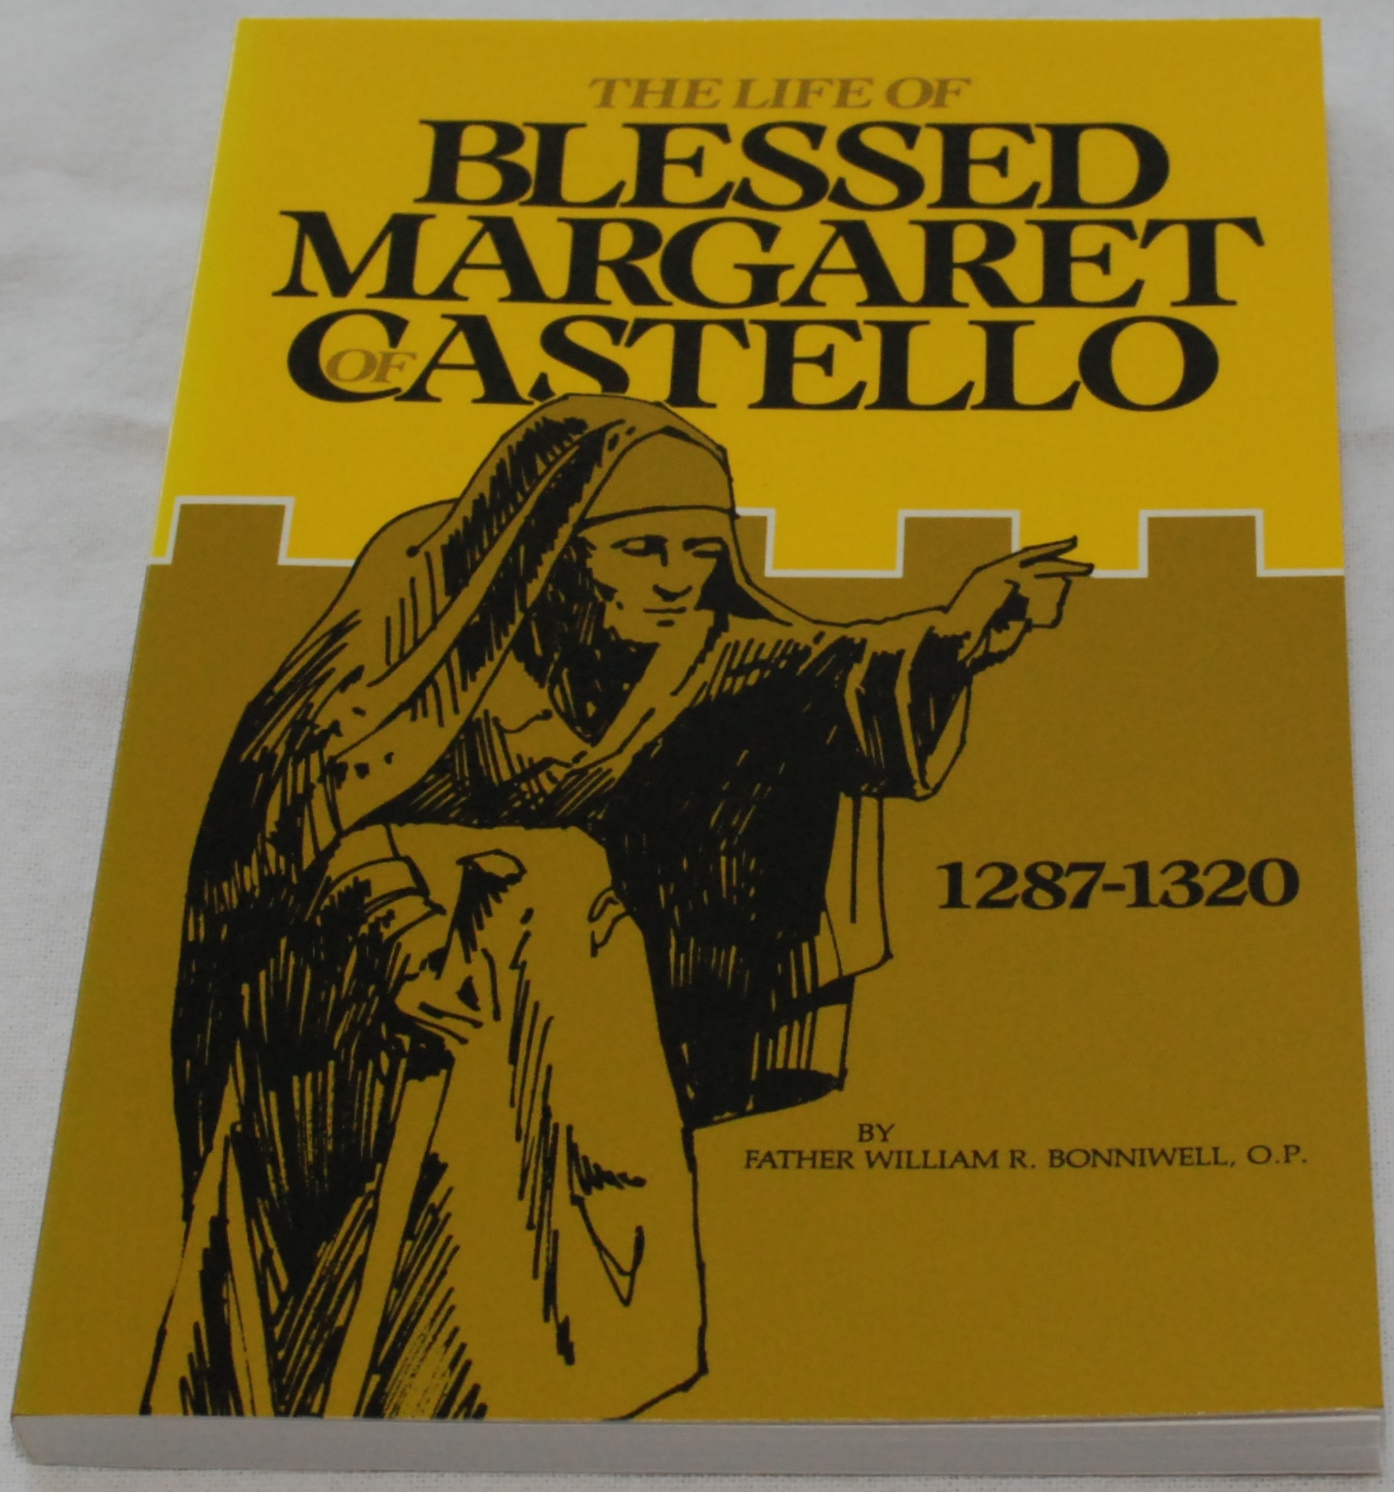 THE LIFE OF
BLESSED
MARGARET
OF CASTELLO
1287-1320
BY
FATHER WILLIAM R. BONNIWELL, O.P.